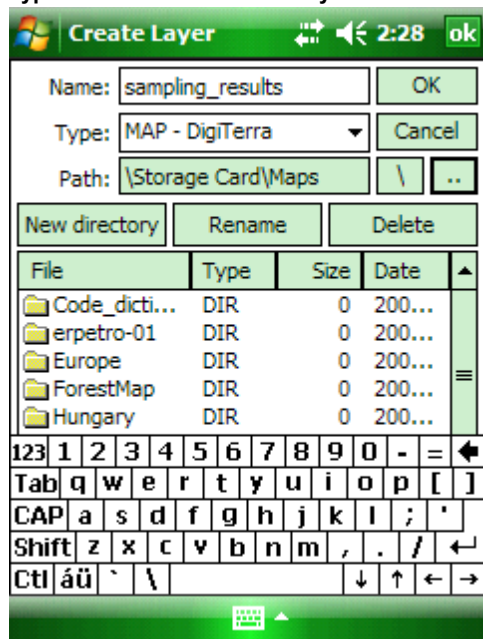 Create Layer 2:28 ok
Name: sampling_results OK
Type: MAP - DigiTerra Cancel
Path: \Storage Card\Maps \ ..
New directory Rename Delete
File Type Size Date
Code_dicti... DIR 0 200...
erpetro-01 DIR 0 200...
Europe DIR 0 200...
ForestMap DIR 0 200...
Hungary DIR 0 200...
123 1 2 3 4 5 6 7 8 9 0 - = 
Tab q w e r t y u i o p [ ]
CAP a s d f g h j k l ; '
Shift z x c v b n m , . /
Ctl áü ` \ ↓ ↑ ← →